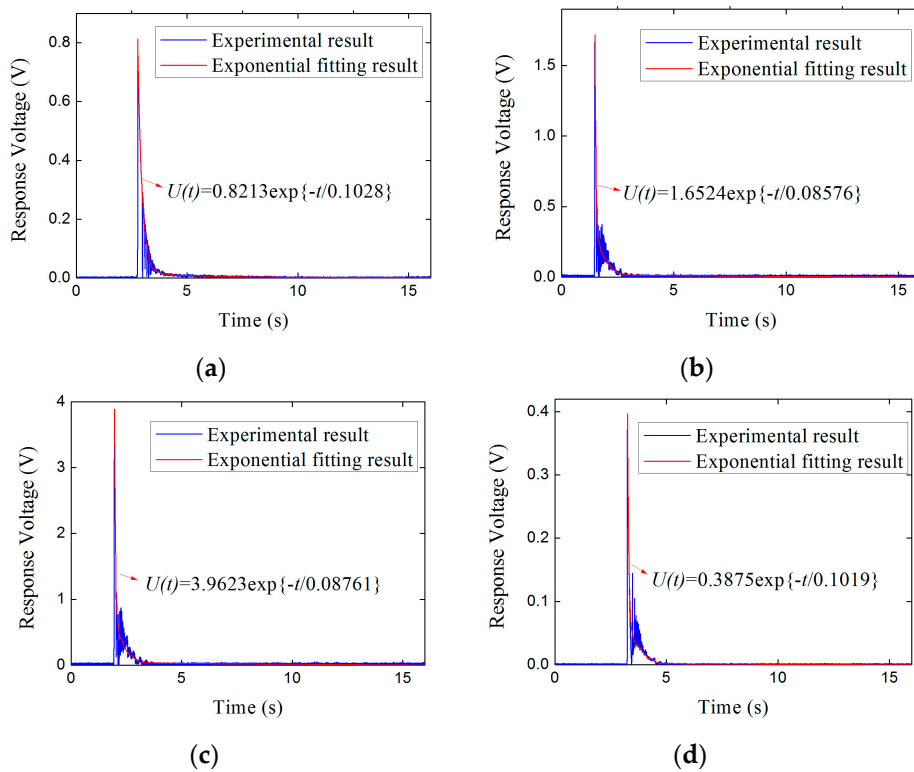 Experimental result
Exponential fitting result
Response Voltage (V)
0.8
0.6
0.4
0.2
0.0
U(t)=0.8213exp{-t/0.1028}
0 5 10 15
Time (s)
(a)
Experimental result
Exponential fitting result
Response Voltage (V)
1.5
1.0
0.5
0.0
U(t)=1.6524exp{-t/0.08576}
0 5 10 15
Time (s)
(b)
Experimental result
Exponential fitting result
Response Voltage (V)
4
3
2
1
0
U(t)=3.9623exp{-t/0.08761}
0 5 10 15
Time (s)
(c)
Experimental result
Exponential fitting result
Response Voltage (V)
0.4
0.3
0.2
0.1
0.0
U(t)=0.3875exp{-t/0.1019}
0 5 10 15
Time (s)
(d)